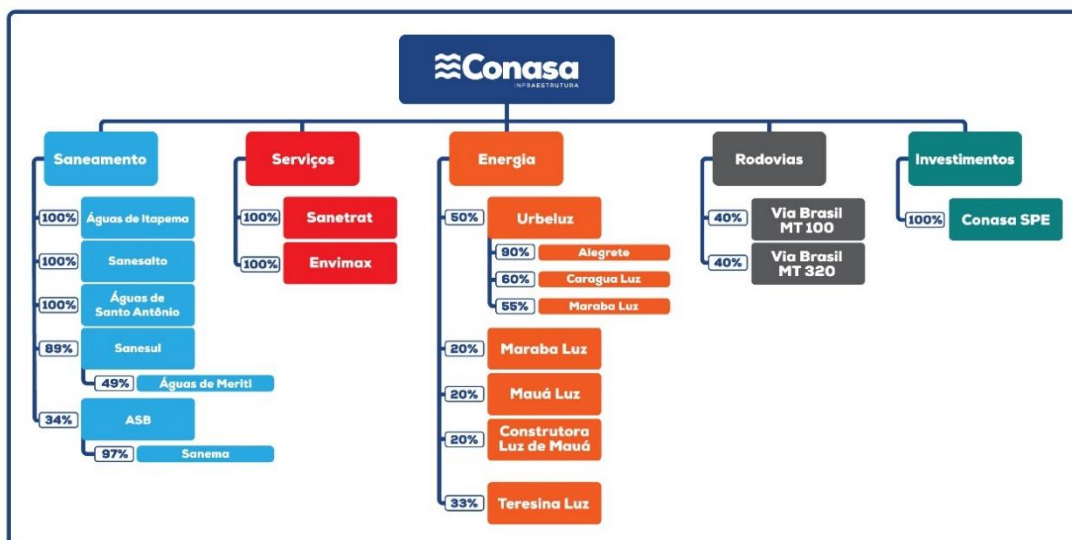 Conasa
INFRAESTRUTURA
Saneamento
100%
Águas de Itapema
100%
Sanesalto
100%
Águas de
Santo Antônio
89%
Sanesul
49%
Águas de Meriti
34%
ASB
97%
Sanema
Serviços
100%
Sanetrat
100%
Envimax
Energia
50%
Urbeluz
90%
Alegrete
60%
Caragua Luz
55%
Maraba Luz
20%
Maraba Luz
20%
Mauá Luz
20%
Construtora
Luz de Mauá
33%
Teresina Luz
Rodovias
40%
Via Brasil
MT 100
40%
Via Brasil
MT 320
Investimentos
100%
Conasa SPE